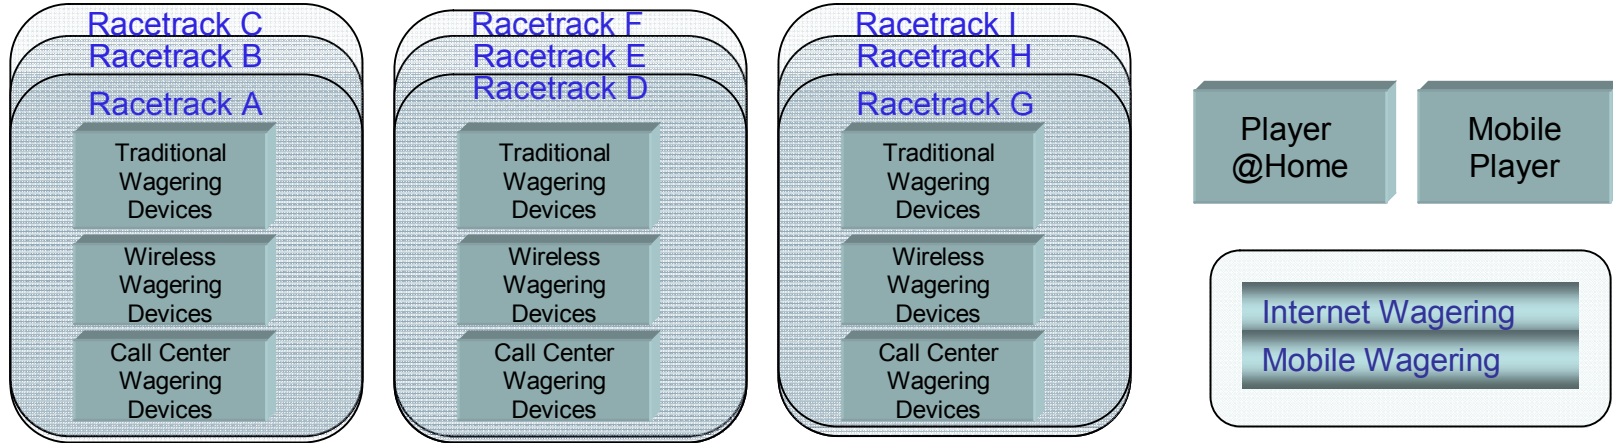 Racetrack C
Racetrack B
Racetrack A
Traditional
Wagering
Devices
Wireless
Wagering
Devices
Call Center
Wagering
Devices
Racetrack F
Racetrack E
Racetrack D
Traditional
Wagering
Devices
Wireless
Wagering
Devices
Call Center
Wagering
Devices
Racetrack I
Racetrack H
Racetrack G
Traditional
Wagering
Devices
Wireless
Wagering
Devices
Call Center
Wagering
Devices
Player
@Home
Mobile
Player
Internet Wagering
Mobile Wagering